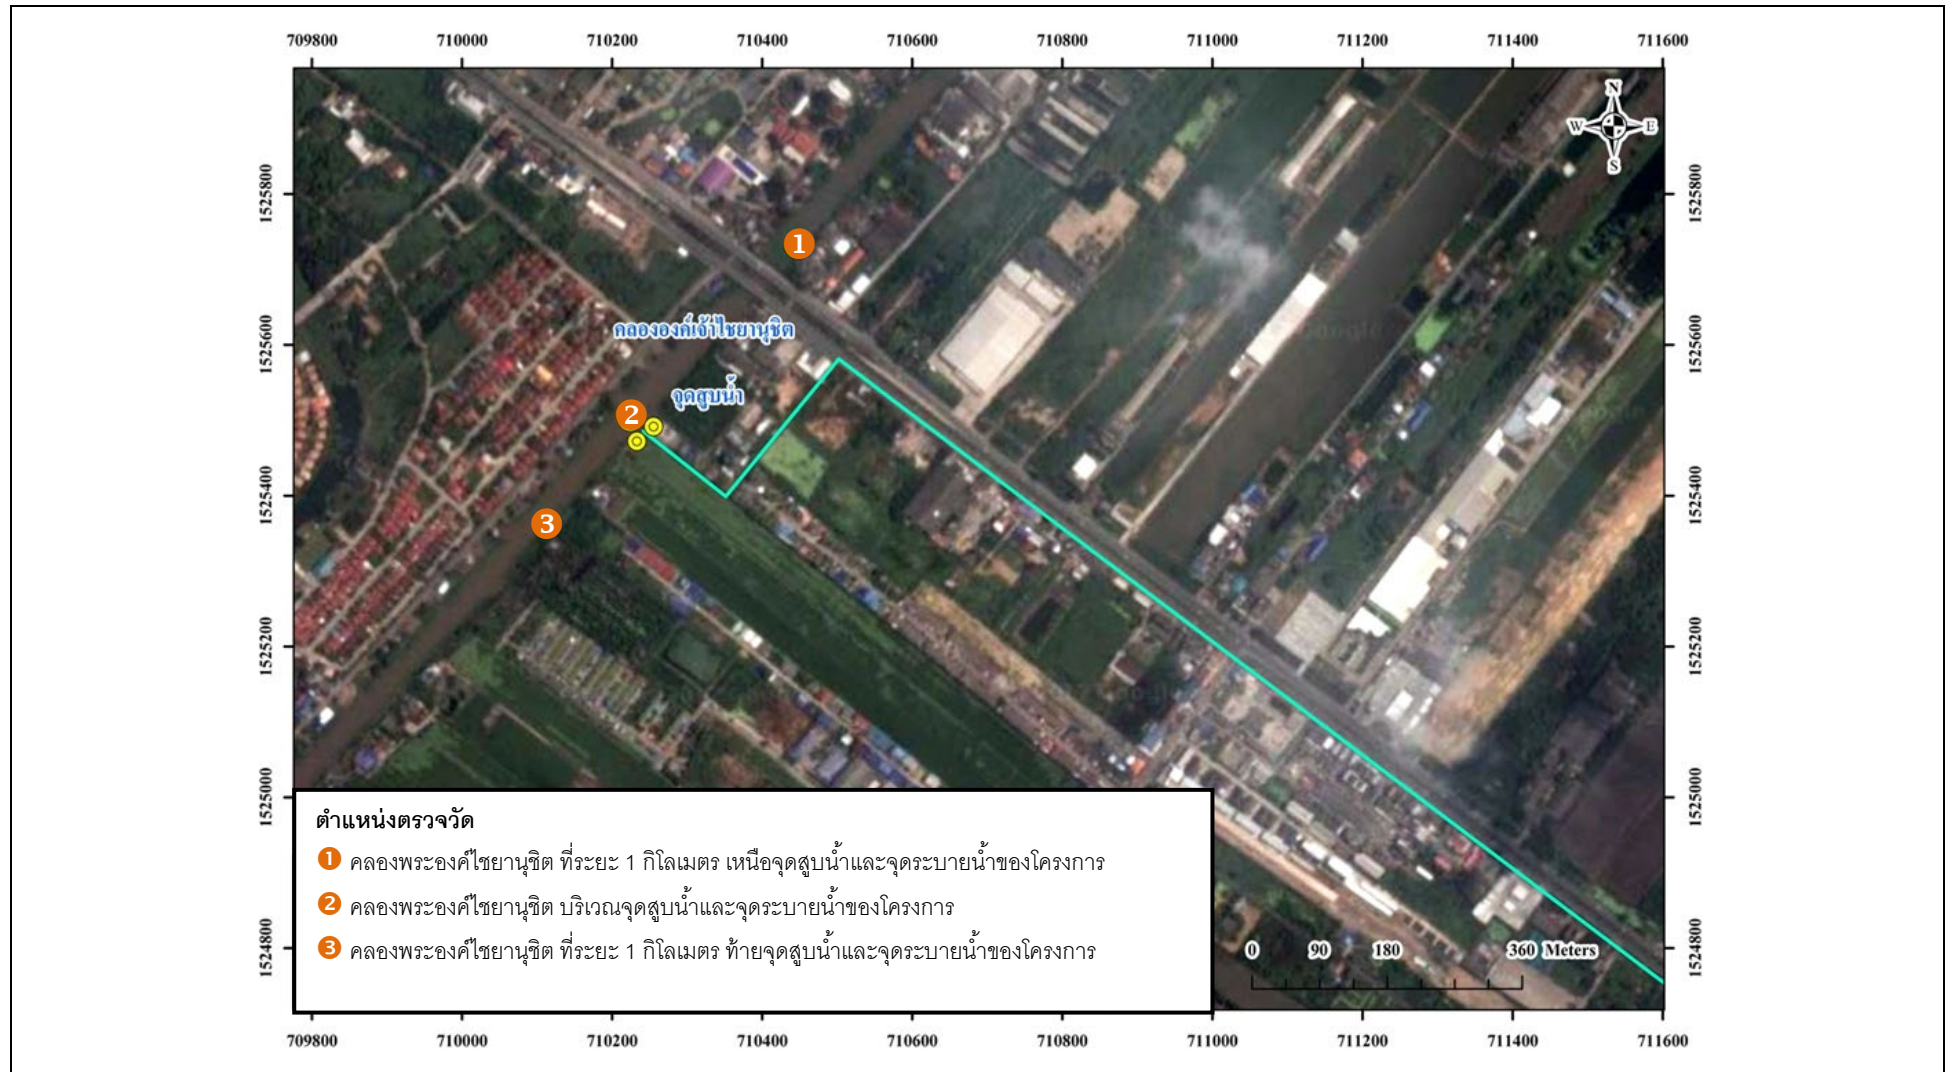 709800 710000 710200 710400 710600 710800 711000 711200 711400 711600
N
W E
S
1525800 1525800
1
คลององค์เจ้าไชยานุชิต
1525600 1525600
จุดสูบน้ำ
2
1525400 1525400
3
1525200 1525200
1525000 1525000
ตำแหน่งตรวจวัด
1 คลองพระองค์ไชยานุชิต ที่ระยะ 1 กิโลเมตร เหนือจุดสูบน้ำและจุดระบายน้ำของโครงการ
2 คลองพระองค์ไชยานุชิต บริเวณจุดสูบน้ำและจุดระบายน้ำของโครงการ
3 คลองพระองค์ไชยานุชิต ที่ระยะ 1 กิโลเมตร ท้ายจุดสูบน้ำและจุดระบายน้ำของโครงการ
1524800 1524800
0 90 180 360 Meters
709800 710000 710200 710400 710600 710800 711000 711200 711400 711600